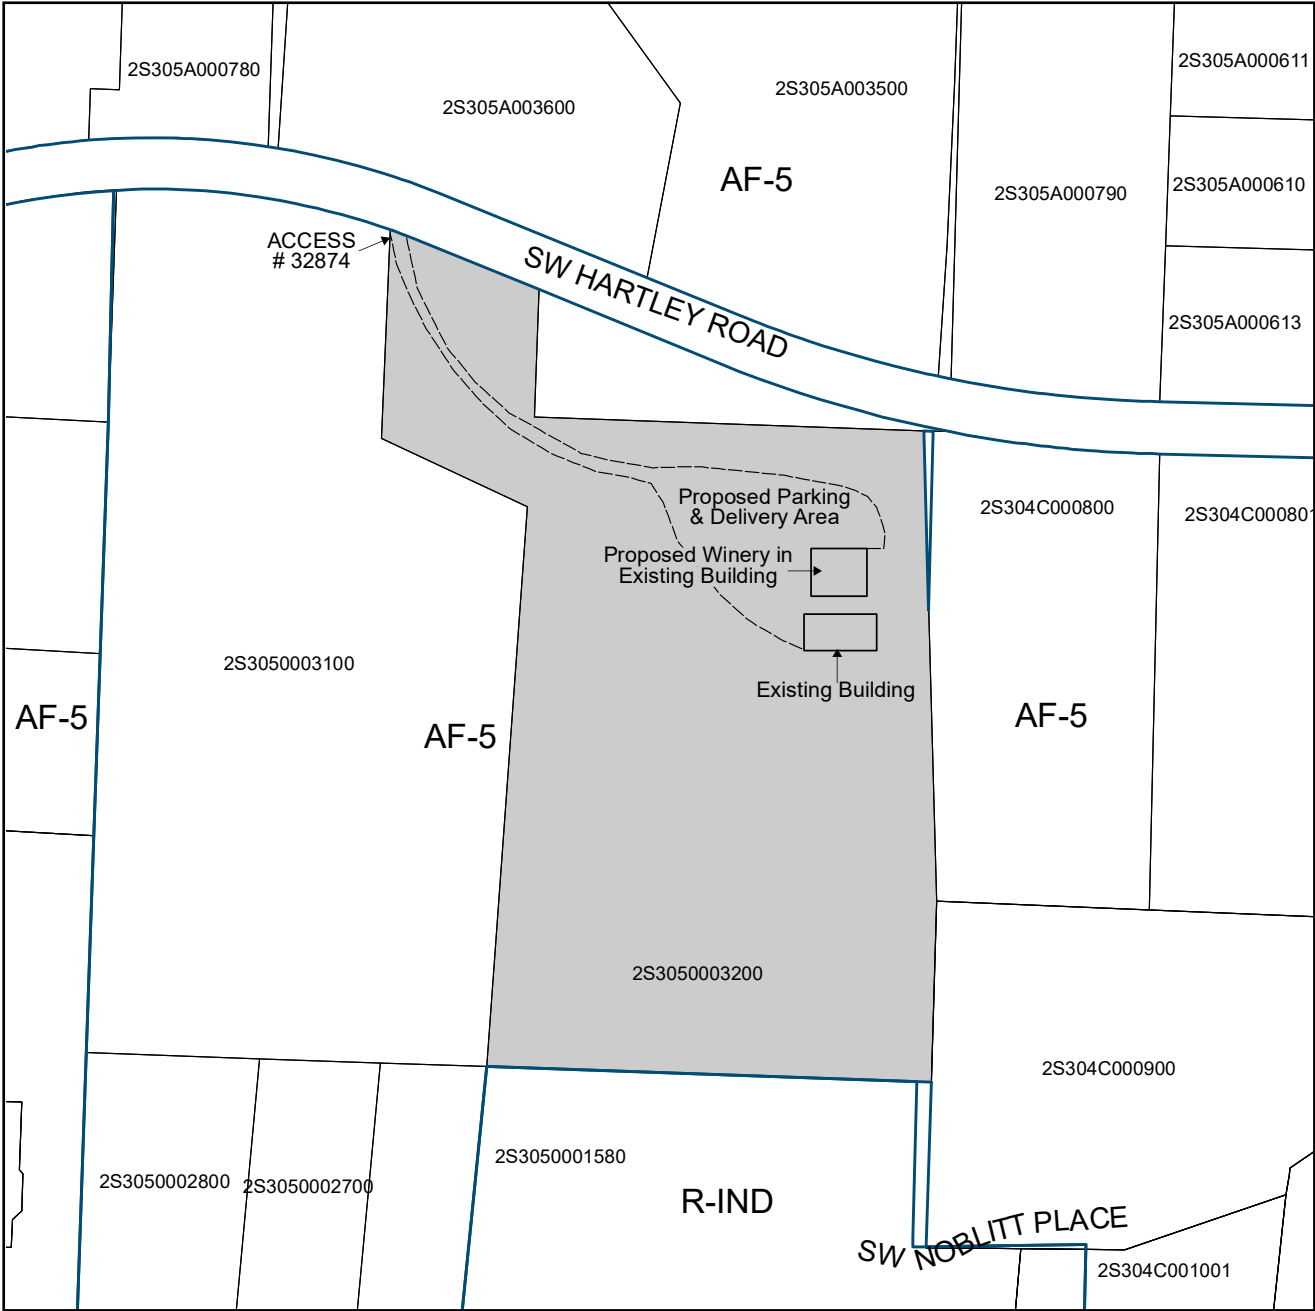 2S305A000780
2S305A003600
2S305A003500
2S305A000611
AF-5
2S305A000790
2S305A000610
ACCESS
# 32874
SW HARTLEY ROAD
2S305A000613
Proposed Parking
& Delivery Area
2S304C000800
2S304C000801
Proposed Winery in
Existing Building
2S3050003100
Existing Building
AF-5
AF-5
AF-5
2S3050003200
2S304C000900
2S3050001580
2S3050002800
2S3050002700
R-IND
SW NOBLITT PLACE
2S304C001001